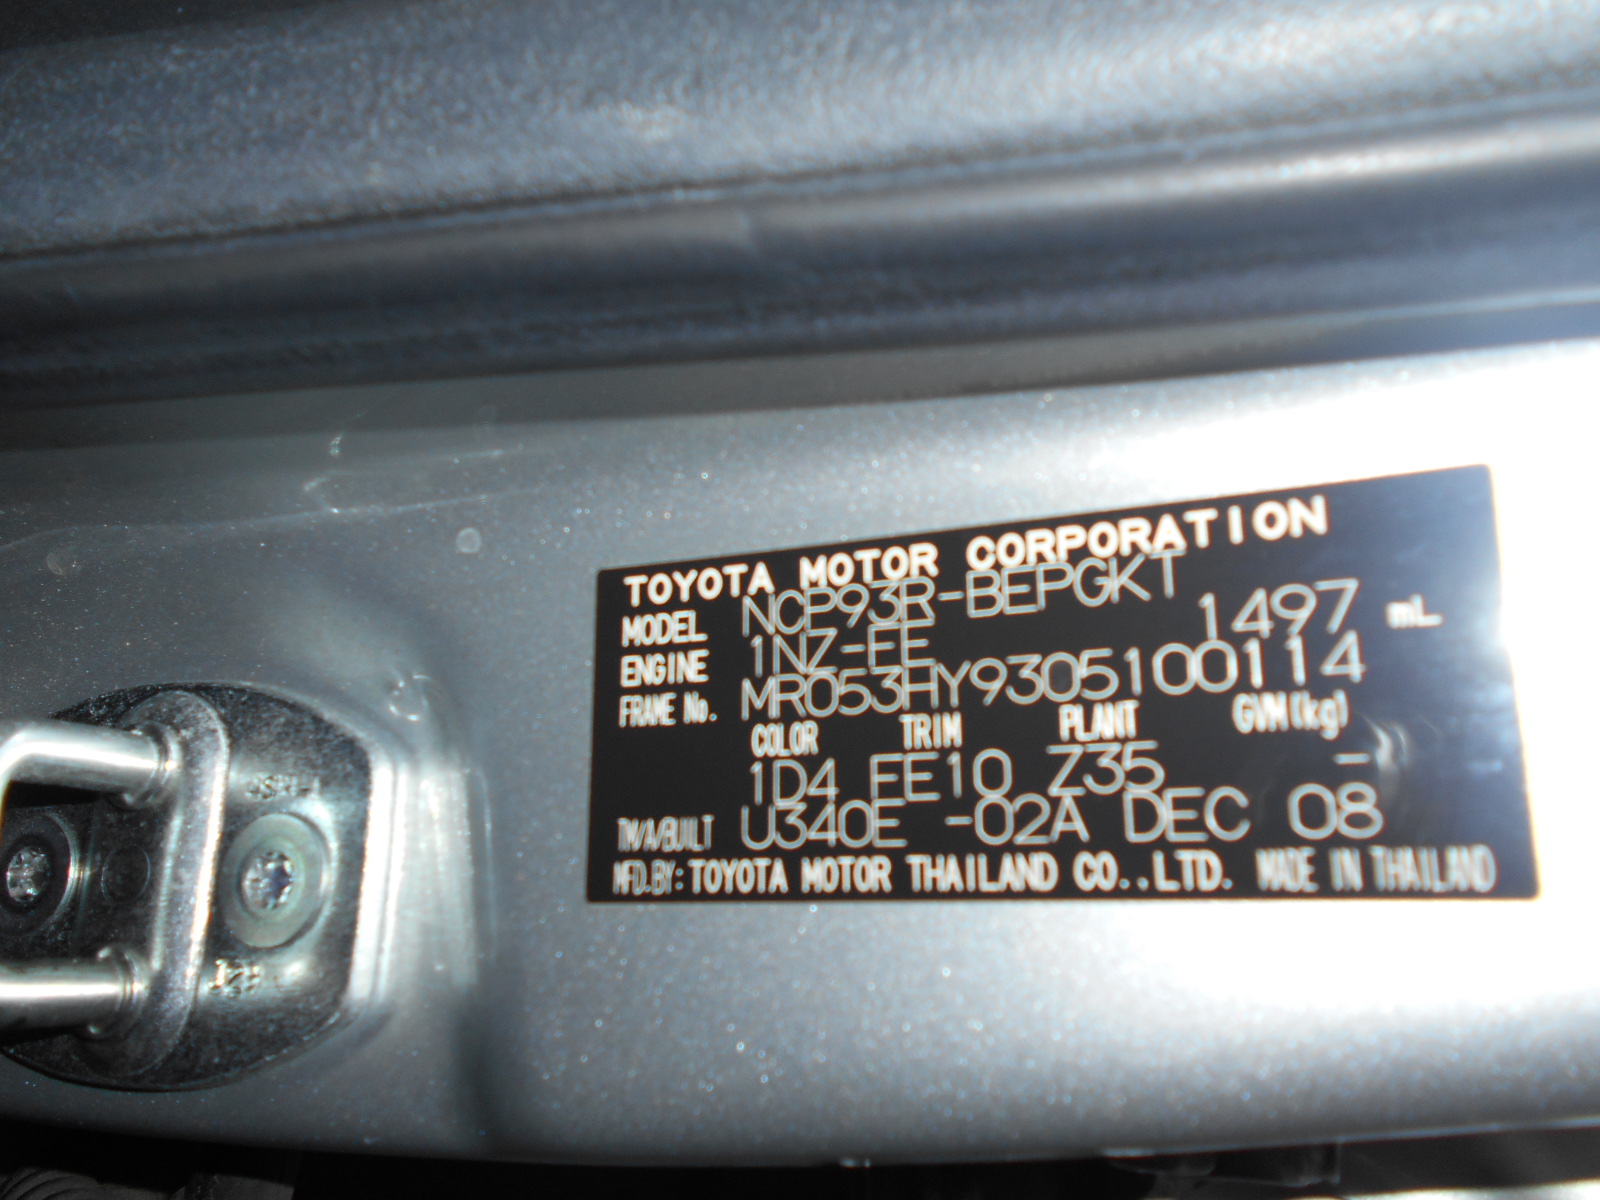 TOYOTA MOTOR CORPORATION
MODEL NCP93R-BEPGKT
ENGINE 1NZ-FE 1497 mL
FRAME No. MR053HY9305100114
COLOR TRIM PLANT GVM(kg)
1D4 FE10 Z35 -
TM/A/BUILT U340E -02A DEC 08
MFD.BY:TOYOTA MOTOR THAILAND CO.,LTD. MADE IN THAILAND